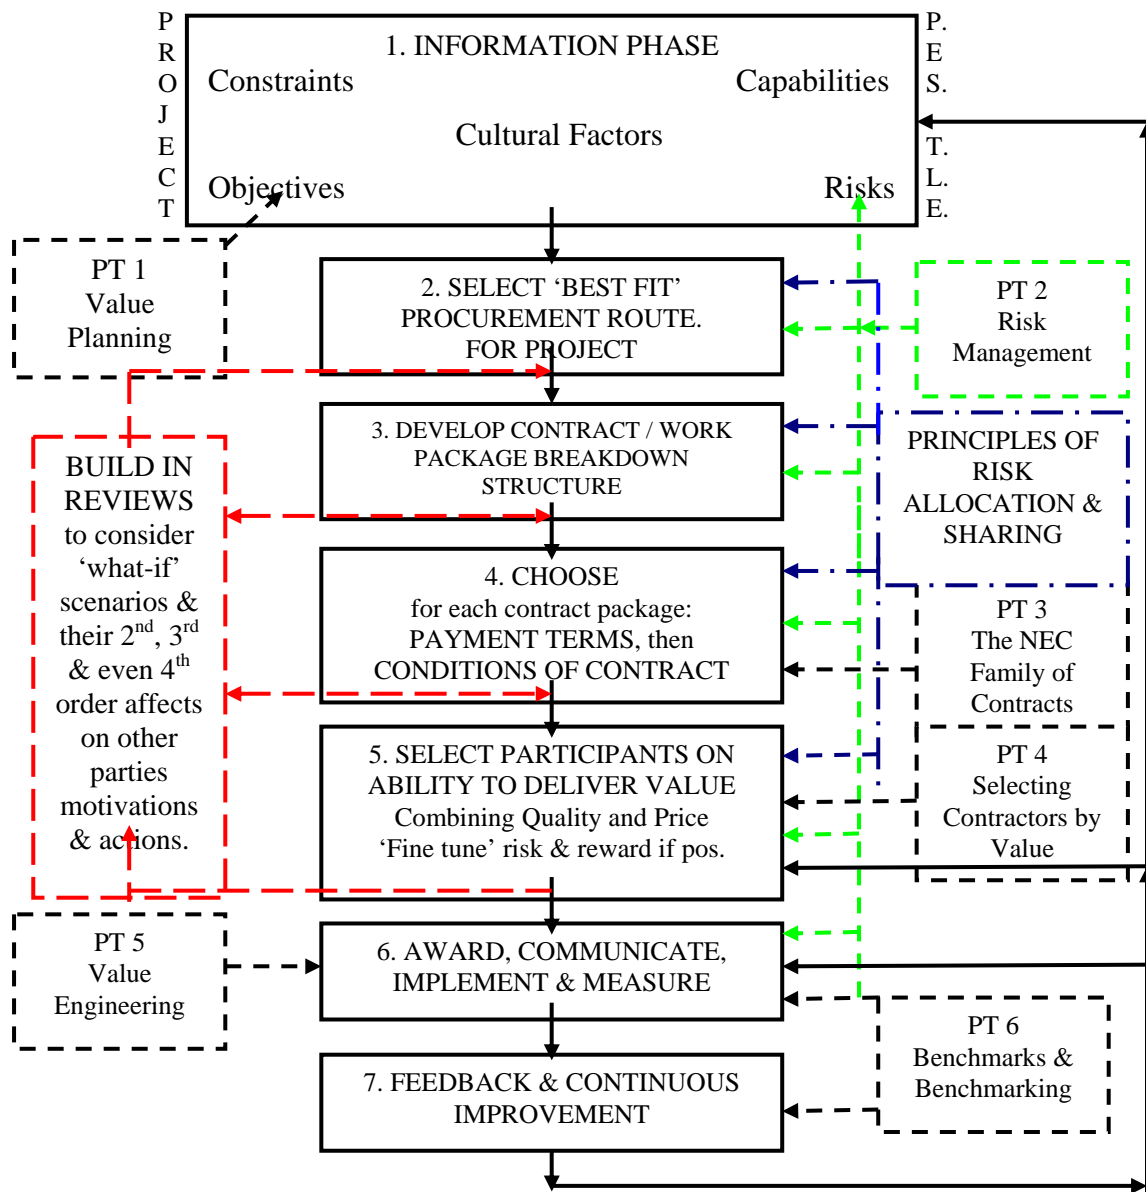 PROJECT
1. INFORMATION PHASE
Constraints
Capabilities
Cultural Factors
Objectives
Risks
P.E.S.T.L.E.
PT 1
Value
Planning
2. SELECT ‘BEST FIT’
PROCUREMENT ROUTE.
FOR PROJECT
PT 2
Risk
Management
3. DEVELOP CONTRACT / WORK
PACKAGE BREAKDOWN
STRUCTURE
PRINCIPLES OF
RISK
ALLOCATION &
SHARING
BUILD IN
REVIEWS
to consider
‘what-if’
scenarios &
their 2nd, 3rd
& even 4th
order affects
on other
parties
motivations
& actions.
4. CHOOSE
for each contract package:
PAYMENT TERMS, then
CONDITIONS OF CONTRACT
PT 3
The NEC
Family of
Contracts
5. SELECT PARTICIPANTS ON
ABILITY TO DELIVER VALUE
Combining Quality and Price
‘Fine tune’ risk & reward if pos.
PT 4
Selecting
Contractors by
Value
PT 5
Value
Engineering
6. AWARD, COMMUNICATE,
IMPLEMENT & MEASURE
PT 6
Benchmarks &
Benchmarking
7. FEEDBACK & CONTINUOUS
IMPROVEMENT